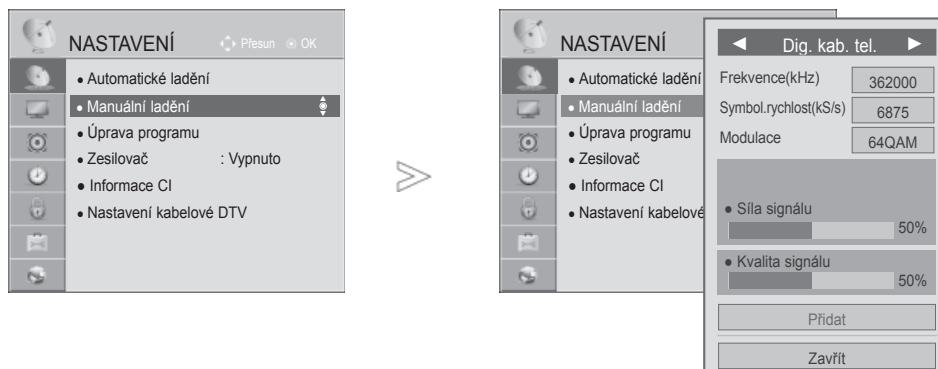 NASTAVENÍ Přesun OK
• Automatické ladění
• Manuální ladění
• Úprava programu
• Zesilovač : Vypnuto
• Informace CI
• Nastavení kabelové DTV
NASTAVENÍ
• Automatické ladění
• Manuální ladění
• Úprava programu
• Zesilovač
• Informace CI
• Nastavení kabelové
◄ Dig. kab. tel. ►
Frekvence(kHz) 362000
Symbol.rychlost(kS/s) 6875
Modulace 64QAM
• Síla signálu
50%
• Kvalita signálu
50%
Přidat
Zavřít